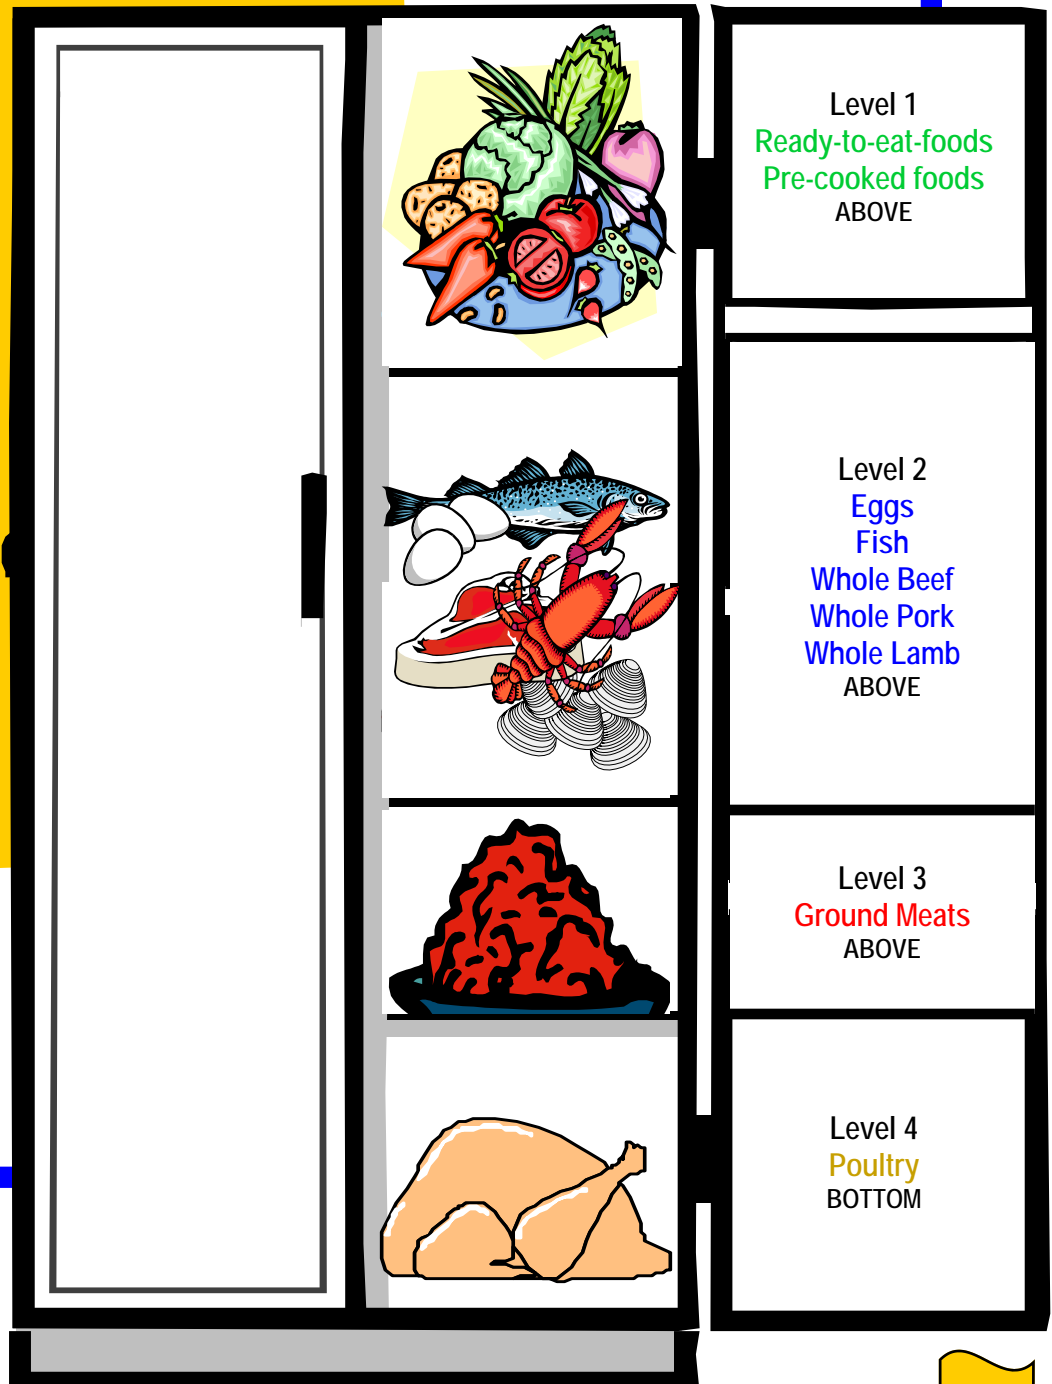 Level 1
Ready-to-eat-foods
Pre-cooked foods
ABOVE
Level 2
Eggs
Fish
Whole Beef
Whole Pork
Whole Lamb
ABOVE
Level 3
Ground Meats
ABOVE
Level 4
Poultry
BOTTOM